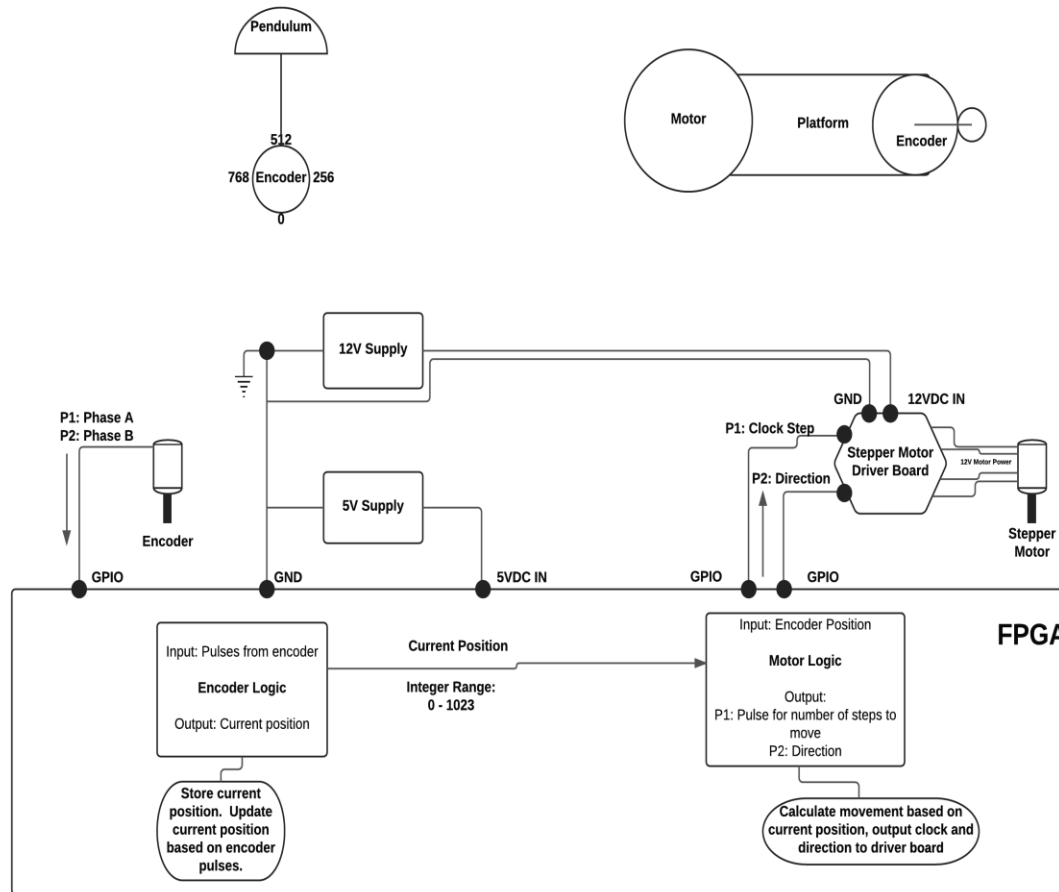 Pendulum
512
768
Encoder
256
0
Motor
Platform
Encoder
12V Supply
P1: Phase A
P2: Phase B
Encoder
5V Supply
GND
12VDC IN
P1: Clock Step
Stepper Motor
Driver Board
12V Motor Power
P2: Direction
Stepper
Motor
GPIO
GND
5VDC IN
GPIO
GPIO
FPGA
Input: Pulses from encoder
Encoder Logic
Output: Current position
Current Position
Integer Range:
0 - 1023
Input: Encoder Position
Motor Logic
Output:
P1: Pulse for number of steps to
move
P2: Direction
Store current
position. Update
current position
based on encoder
pulses.
Calculate movement based on
current position, output clock and
direction to driver board